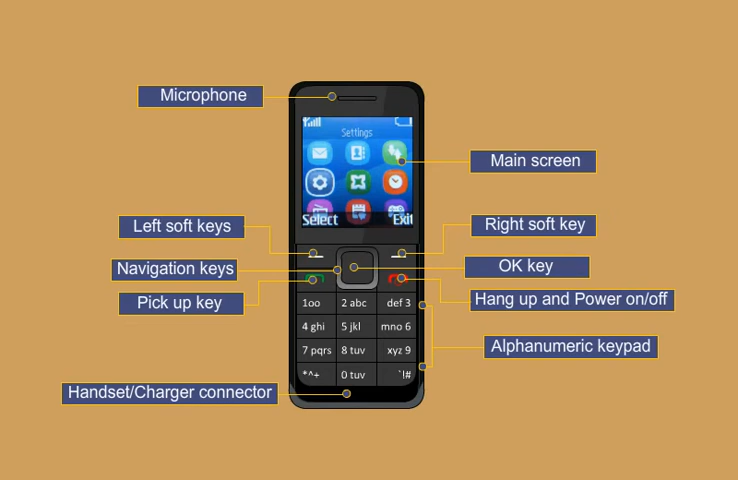 Microphone
Settings
Main screen
Select
Exit
Left soft keys
Right soft key
Navigation keys
OK key
Pick up key
Hang up and Power on/off
1oo
2 abc
def 3
4 ghi
5 jkl
mno 6
7 pqrs
8 tuv
xyz 9
*^+
0 tuv
`!#
Alphanumeric keypad
Handset/Charger connector